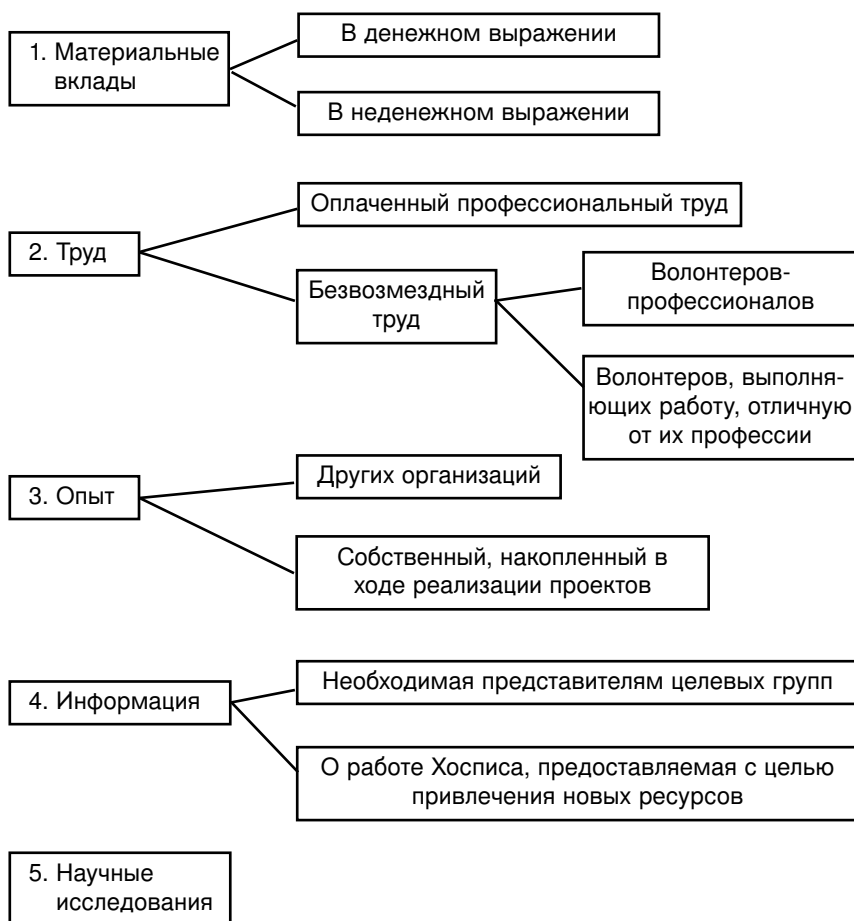 1. Материальные
вклады
В денежном выражении
В неденежном выражении
2. Труд
Оплаченный профессиональный труд
Безвозмездный
труд
Волонтеров-
профессионалов
Волонтеров, выполня-
ющих работу, отличную
от их профессии
3. Опыт
Других организаций
Собственный, накопленный в
ходе реализации проектов
4. Информация
Необходимая представителям целевых групп
О работе Хосписа, предоставляемая с целью
привлечения новых ресурсов
5. Научные
исследования